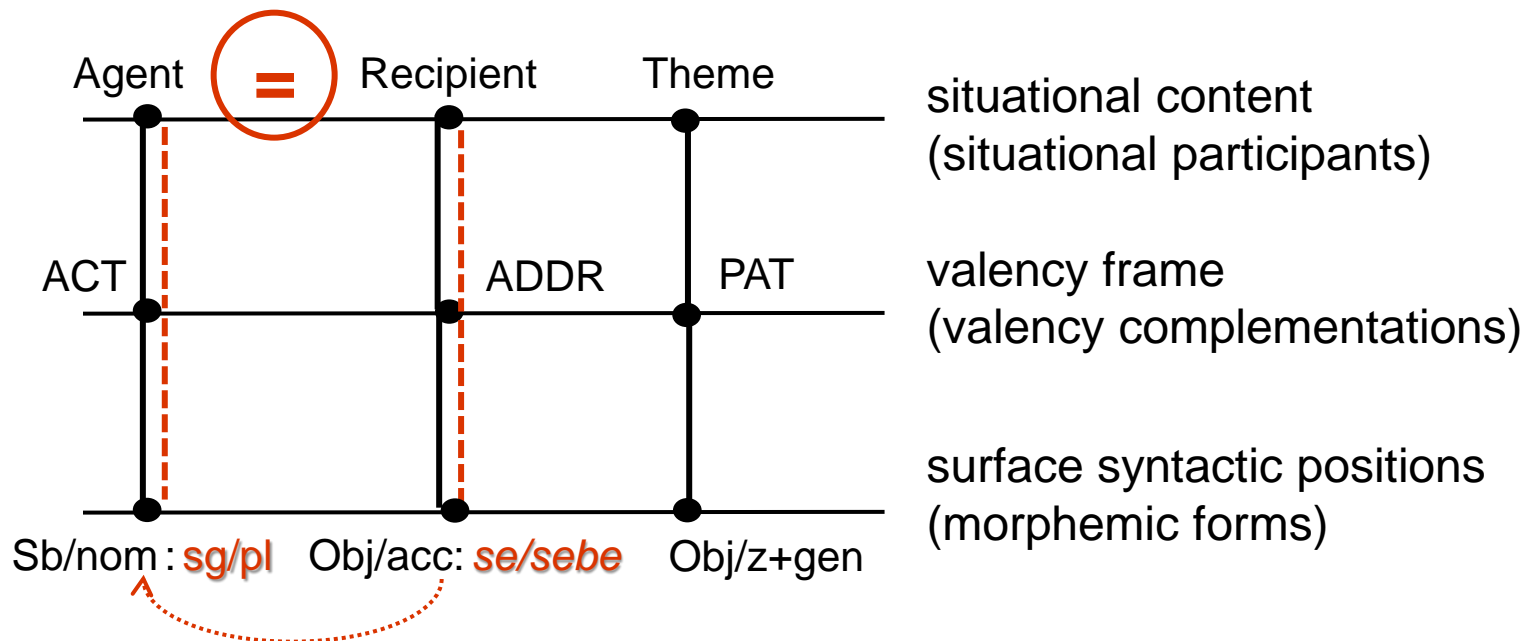 Agent = Recipient Theme
situational content
(situational participants)
ACT ADDR PAT
valency frame
(valency complementations)
surface syntactic positions
(morphemic forms)
Sb/nom : sg/pl Obj/acc: se/sebe Obj/z+gen